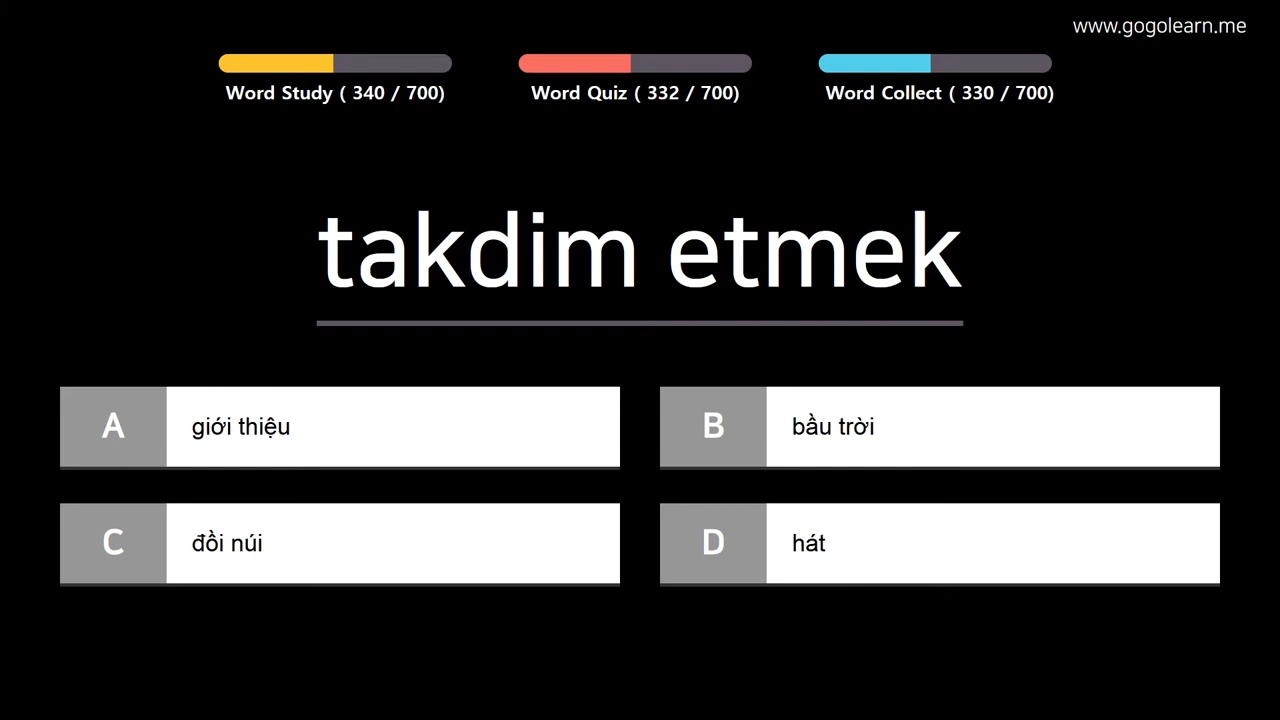 www.gogolearn.me
Word Study ( 340 / 700)
Word Quiz ( 332 / 700)
Word Collect ( 330 / 700)
takdim etmek
A giới thiệu
B bầu trời
C đồi núi
D hát